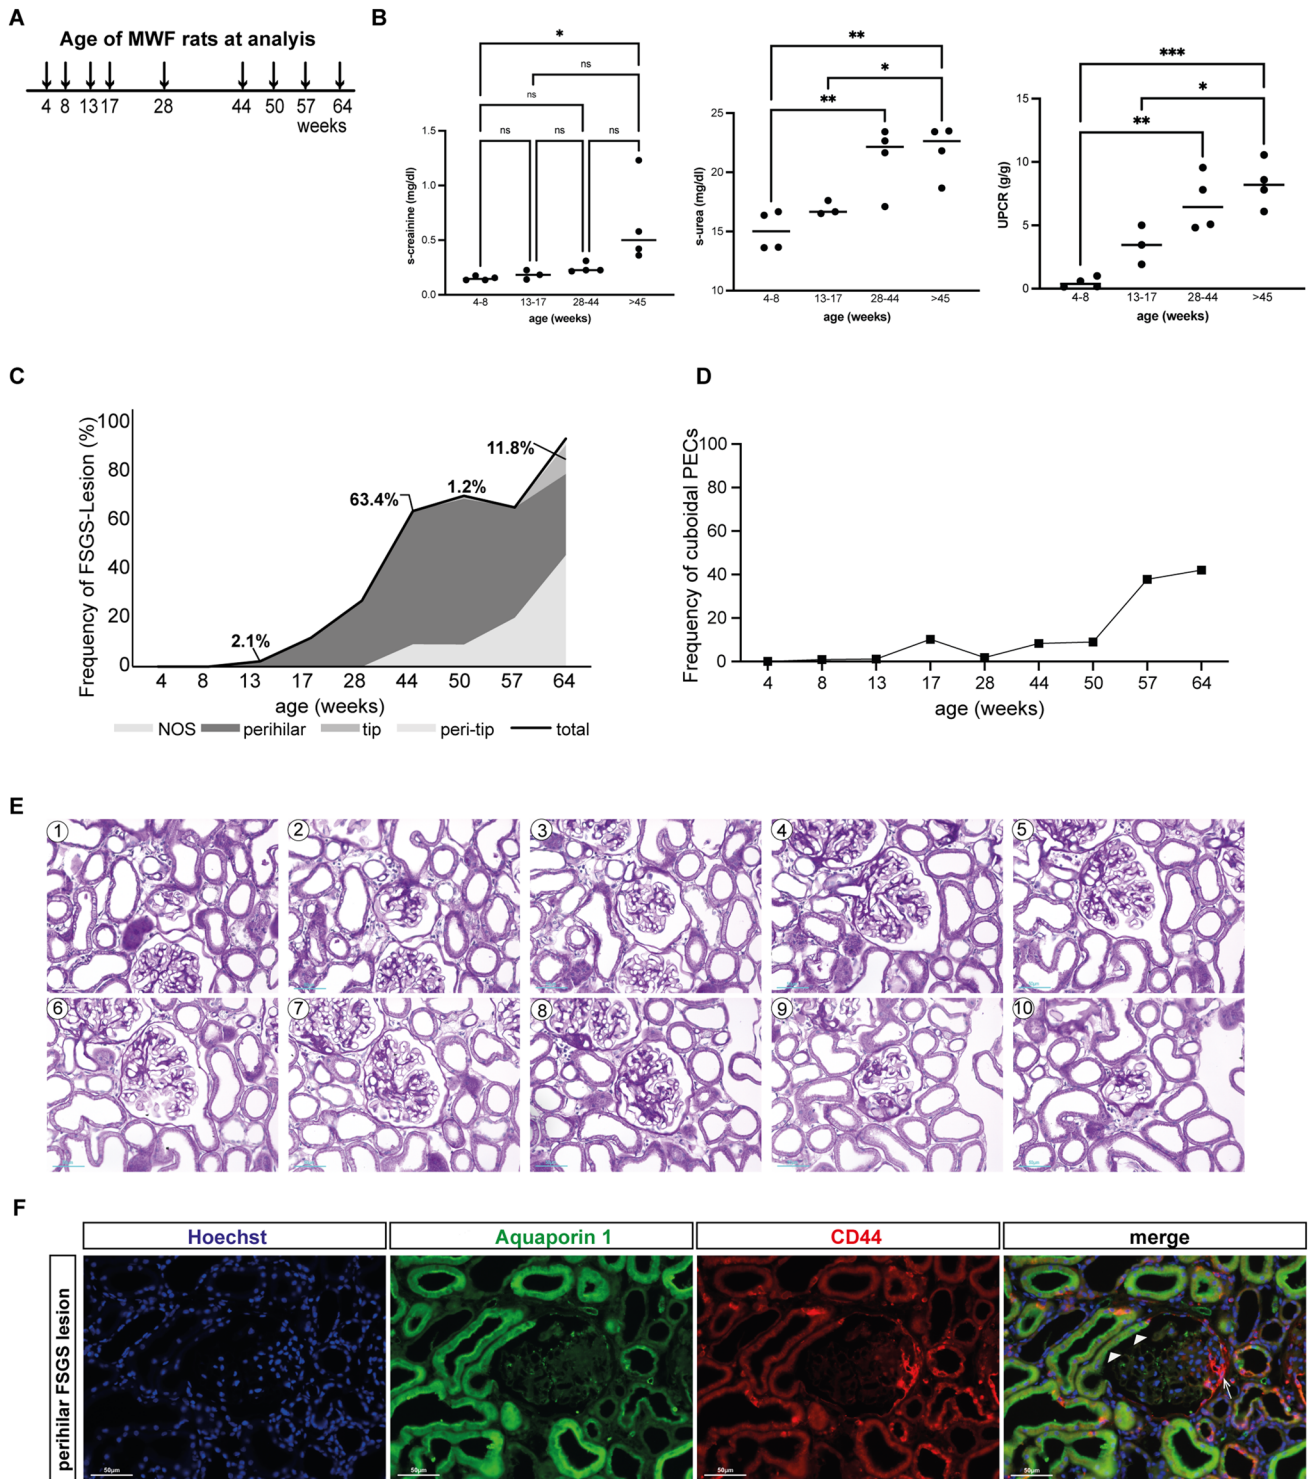 A
Age of MWF rats at analyis
4 8 13 17 28 44 50 57 64
weeks
B
s-creainine (mg/dl)
1.5
1.0
0.5
0.0
*
ns
ns
ns ns ns
4-8 13-17 28-44 >45
age (weeks)
s-urea (mg/dl)
25
20
15
10
**
*
**
4-8 13-17 28-44 >45
age (weeks)
UPCR (g/g)
15
10
5
0
***
*
**
4-8 13-17 28-44 >45
age (weeks)
C
Frequency of FSGS-Lesion (%)
100
80
60
40
20
0
2.1%
63.4%
1.2%
11.8%
4 8 13 17 28 44 50 57 64
age (weeks)
NOS perihilar tip peri-tip total
D
Frequency of cuboidal PECs
100
80
60
40
20
0
4 8 13 17 28 44 50 57 64
age (weeks)
E
1 2 3 4 5
6 7 8 9 10
F
Hoechst Aquaporin 1 CD44 merge
perihilar FSGS lesion
50µm 50µm 50µm 50µm